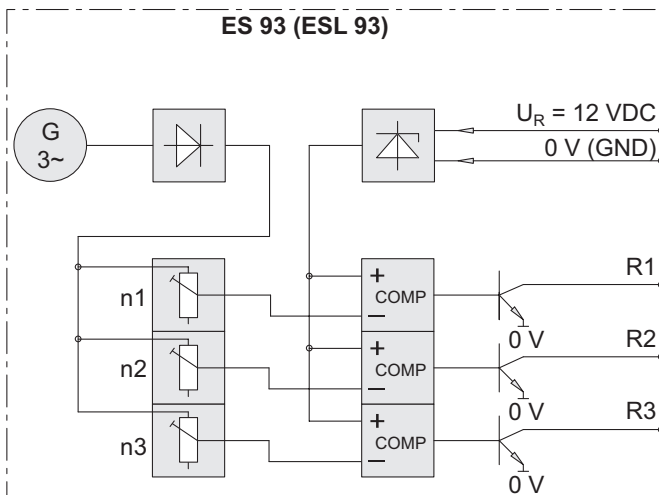 ES 93 (ESL 93)
G
3~
U_R = 12 VDC
0 V (GND)
n1
+
COMP
−
R1
0 V
n2
+
COMP
−
R2
0 V
n3
+
COMP
−
R3
0 V